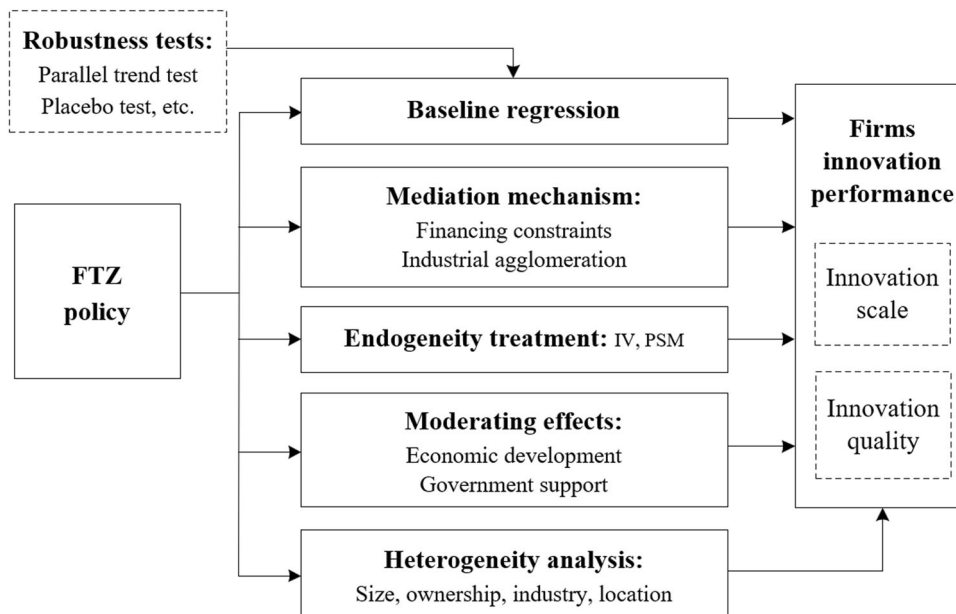 Robustness tests:
Parallel trend test
Placebo test, etc.
FTZ
policy
Baseline regression
Mediation mechanism:
Financing constraints
Industrial agglomeration
Endogeneity treatment: IV, PSM
Moderating effects:
Economic development
Government support
Heterogeneity analysis:
Size, ownership, industry, location
Firms
innovation
performance
Innovation
scale
Innovation
quality